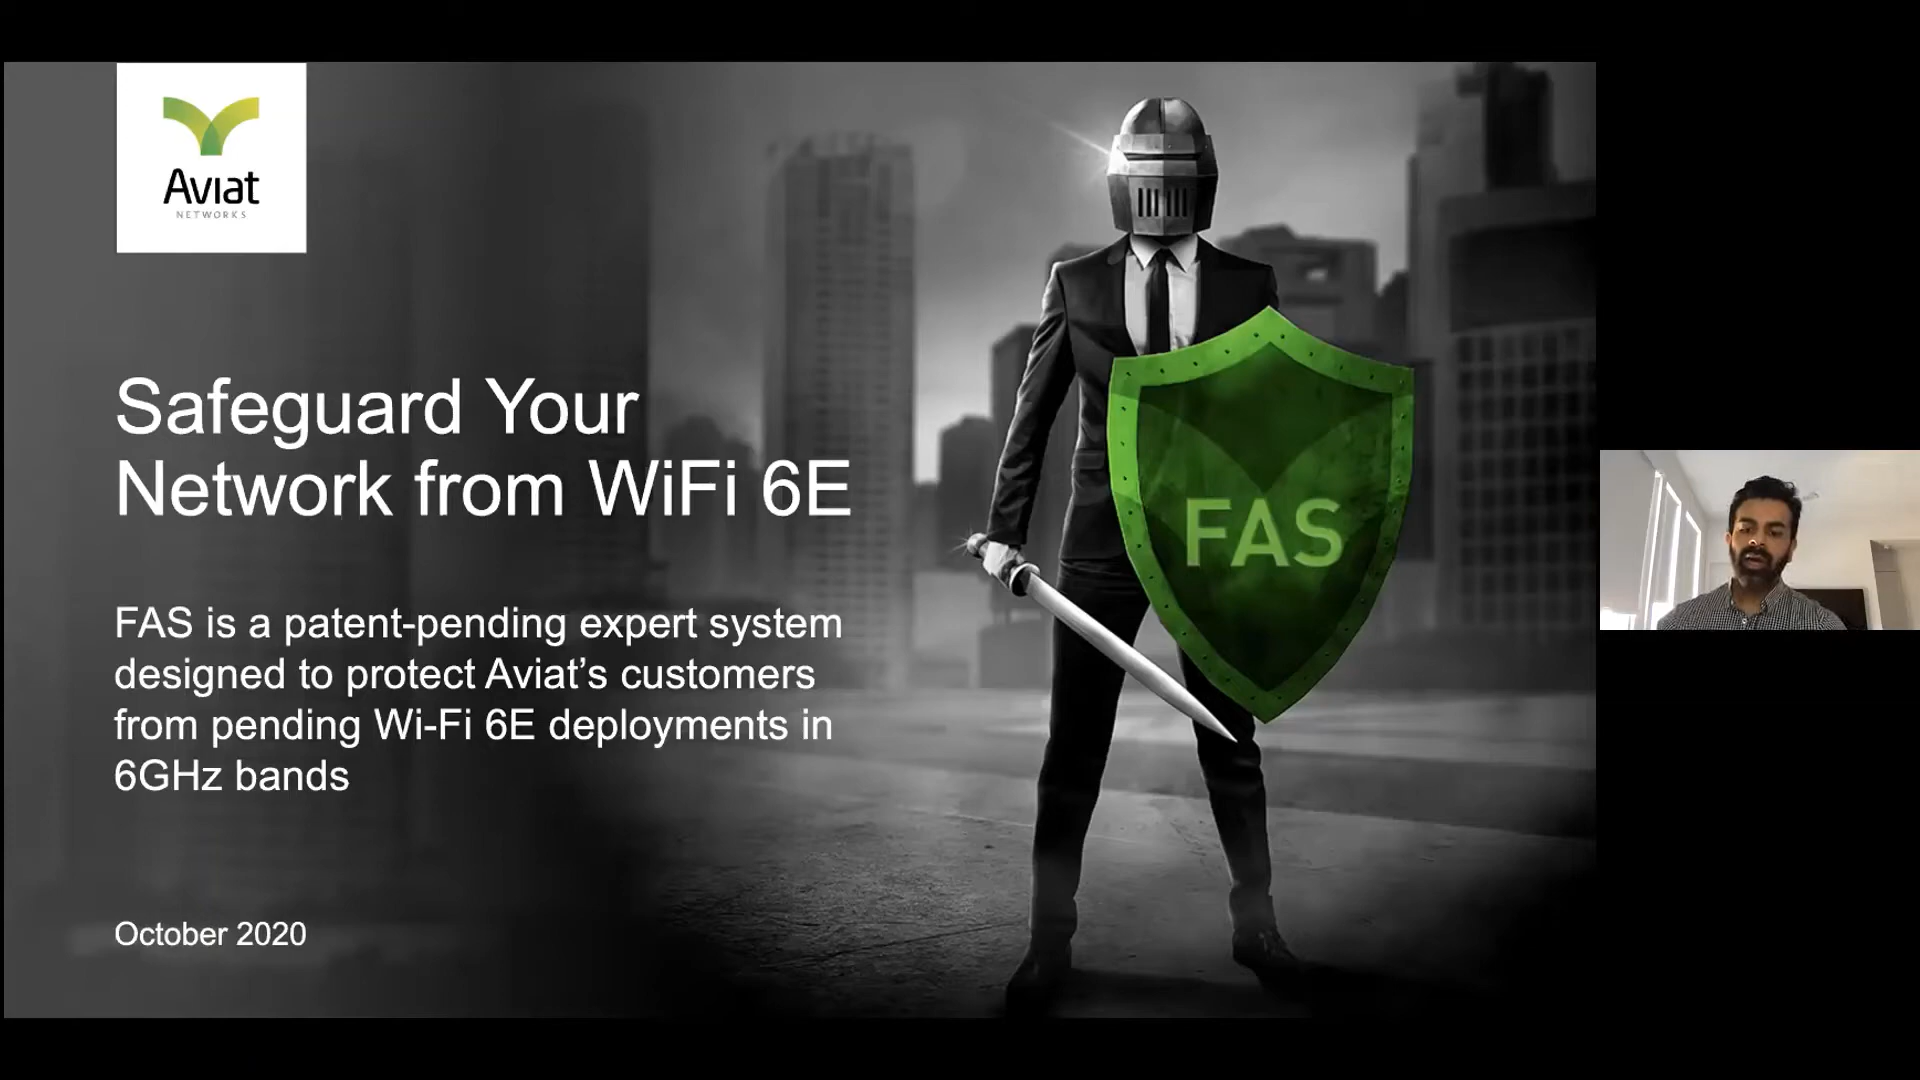 Aviat
NETWORKS
Safeguard Your
Network from WiFi 6E
FAS is a patent-pending expert system
designed to protect Aviat’s customers
from pending Wi-Fi 6E deployments in
6GHz bands
October 2020
FAS